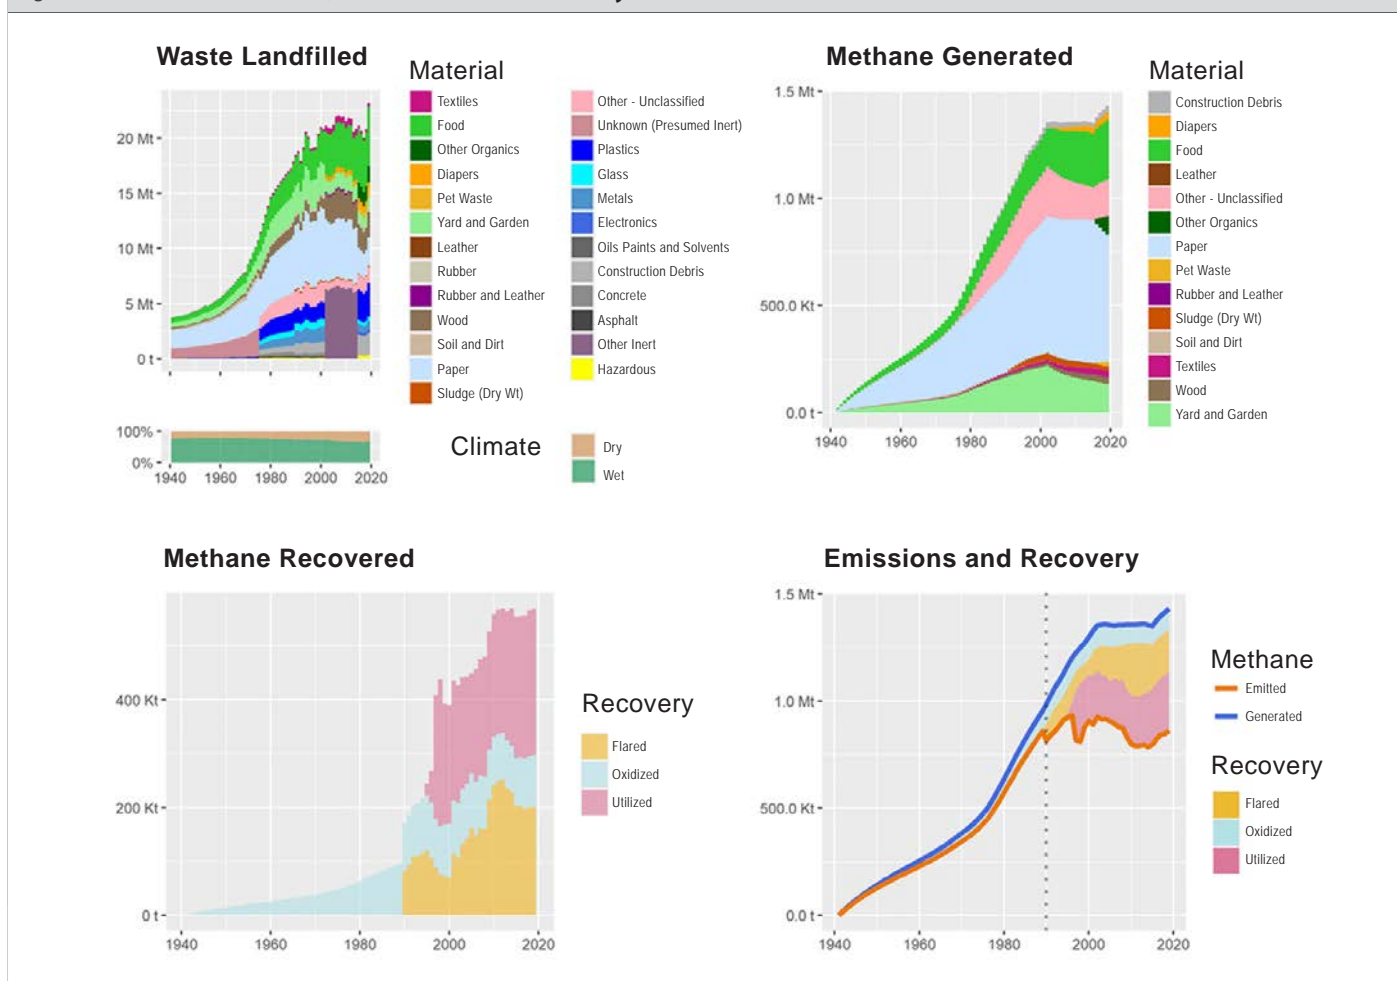 Waste Landfilled
Material
20 Mt
15 Mt
10 Mt
5 Mt
0 t
Textiles
Food
Other Organics
Diapers
Pet Waste
Yard and Garden
Leather
Rubber
Rubber and Leather
Wood
Soil and Dirt
Paper
Sludge (Dry Wt)
Other - Unclassified
Unknown (Presumed Inert)
Plastics
Glass
Metals
Electronics
Oils Paints and Solvents
Construction Debris
Concrete
Asphalt
Other Inert
Hazardous
100%
0%
1940 1960 1980 2000 2020
Climate
Dry
Wet
Methane Generated
Material
1.5 Mt
1.0 Mt
500.0 Kt
0.0 t
1940 1960 1980 2000 2020
Construction Debris
Diapers
Food
Leather
Other - Unclassified
Other Organics
Paper
Pet Waste
Rubber and Leather
Sludge (Dry Wt)
Soil and Dirt
Textiles
Wood
Yard and Garden
Methane Recovered
400 Kt
200 Kt
0 t
1940 1960 1980 2000 2020
Recovery
Flared
Oxidized
Utilized
Emissions and Recovery
1.5 Mt
1.0 Mt
500.0 Kt
0.0 t
1940 1960 1980 2000 2020
Methane
Emitted
Generated
Recovery
Flared
Oxidized
Utilized